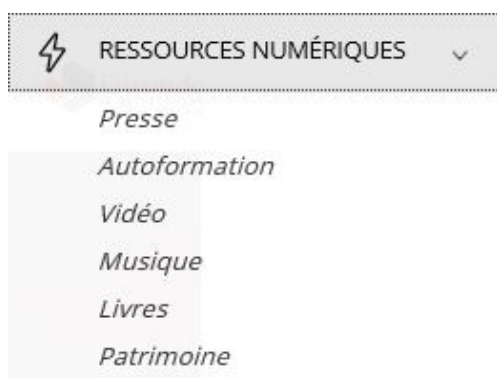 RESSOURCES NUMÉRIQUES
Presse
Autoformation
Vidéo
Musique
Livres
Patrimoine